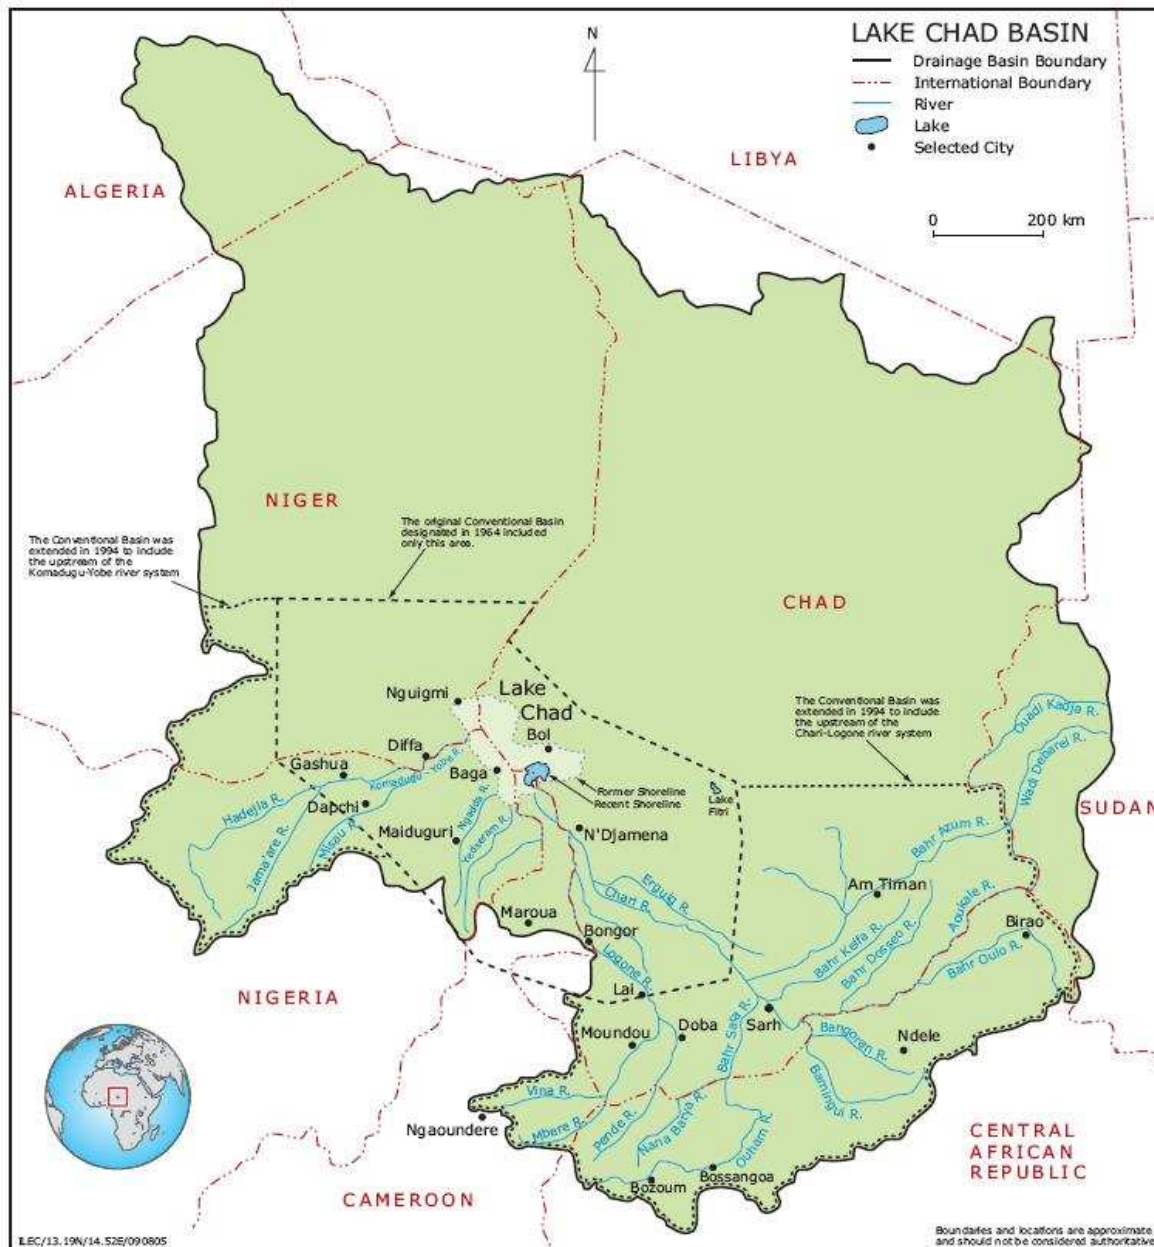 LAKE CHAD BASIN
Drainage Basin Boundary
International Boundary
River
Lake
Selected City
N
0 200 km
LIBYA
ALGERIA
NIGER
The original Conventional Basin
designated in 1964 included
only this area.
The Conventional Basin was
extended in 1994 to include
the upstream of the
Komadugu-Yobe river system
CHAD
Nguigmi
Lake
Chad
Bol
The Conventional Basin was
extended in 1994 to include
the upstream of the
Chari-Logone river system
Ouadi Kadja R.
Diffa
Gashua
Baga
Komadugu-Yobe R.
Former Shoreline
Recent Shoreline
Lake
Fitri
Wadi Debarei R.
SUDAN
Hadejia R.
Dapchi
Ngadda R.
Yedseram R.
Misau R.
Jama'are R.
Maiduguri
N'Djamena
Bahr Azum R.
Erguig R.
Chari R.
Am Timan
Aoukale R.
Maroua
Bongor
Birao
Bahr Keita R.
Bahr Dosseo R.
Bahr Oulo R.
Logone R.
NIGERIA
Lai
Bahr Sara R.
Sarh
Moundou
Doba
Bangoran R.
Ndele
Bamingui R.
Vina R.
Ngaoundere
Mbere R.
Pende R.
Nana Barya R.
Ouham R.
CENTRAL
AFRICAN
REPUBLIC
Bozoum
Bossangoa
CAMEROON
ILEC/13.19N/14.52E/090805
Boundaries and locations are approximate
and should not be considered authoritative